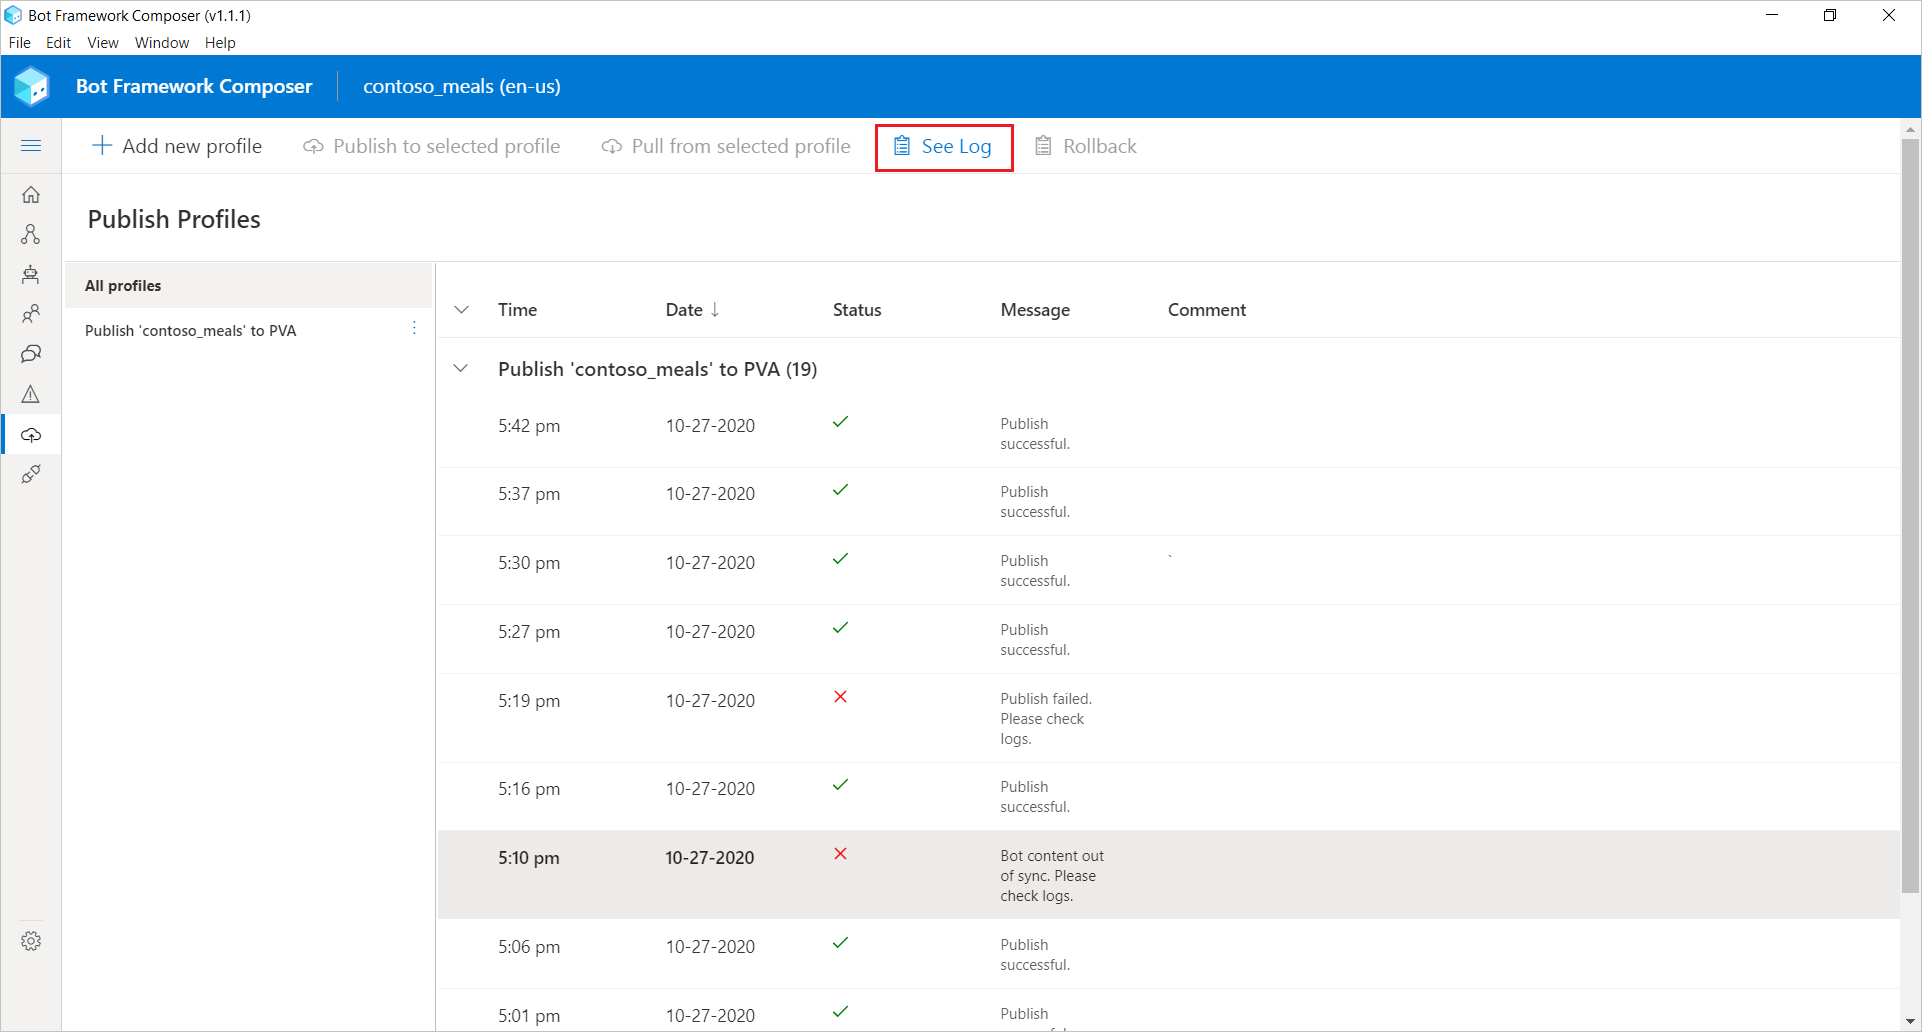 Bot Framework Composer (v1.1.1)
File Edit View Window Help
Bot Framework Composer contoso_meals (en-us)
Add new profile Publish to selected profile Pull from selected profile See Log Rollback
Publish Profiles
All profiles
Publish 'contoso_meals' to PVA
Time Date ↓ Status Message Comment
Publish 'contoso_meals' to PVA (19)
5:42 pm 10-27-2020 Publish
successful.
5:37 pm 10-27-2020 Publish
successful.
5:30 pm 10-27-2020 Publish `
successful.
5:27 pm 10-27-2020 Publish
successful.
5:19 pm 10-27-2020 Publish failed.
Please check
logs.
5:16 pm 10-27-2020 Publish
successful.
5:10 pm 10-27-2020 Bot content out
of sync. Please
check logs.
5:06 pm 10-27-2020 Publish
successful.
5:01 pm 10-27-2020 Publish